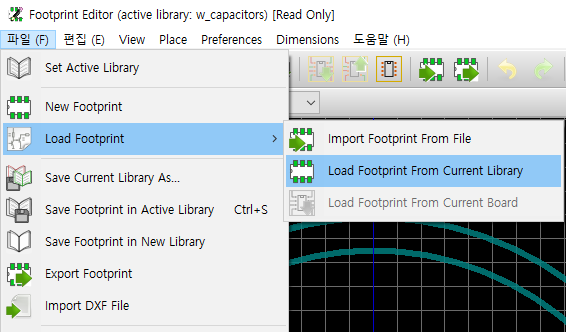 Footprint Editor (active library: w_capacitors) [Read Only]
파일 (F) 편집 (E) View Place Preferences Dimensions 도움말 (H)
Set Active Library
New Footprint
Load Footprint
Import Footprint From File
Load Footprint From Current Library
Save Current Library As...
Load Footprint From Current Board
Save Footprint in Active Library Ctrl+S
Save Footprint in New Library
Export Footprint
Import DXF File